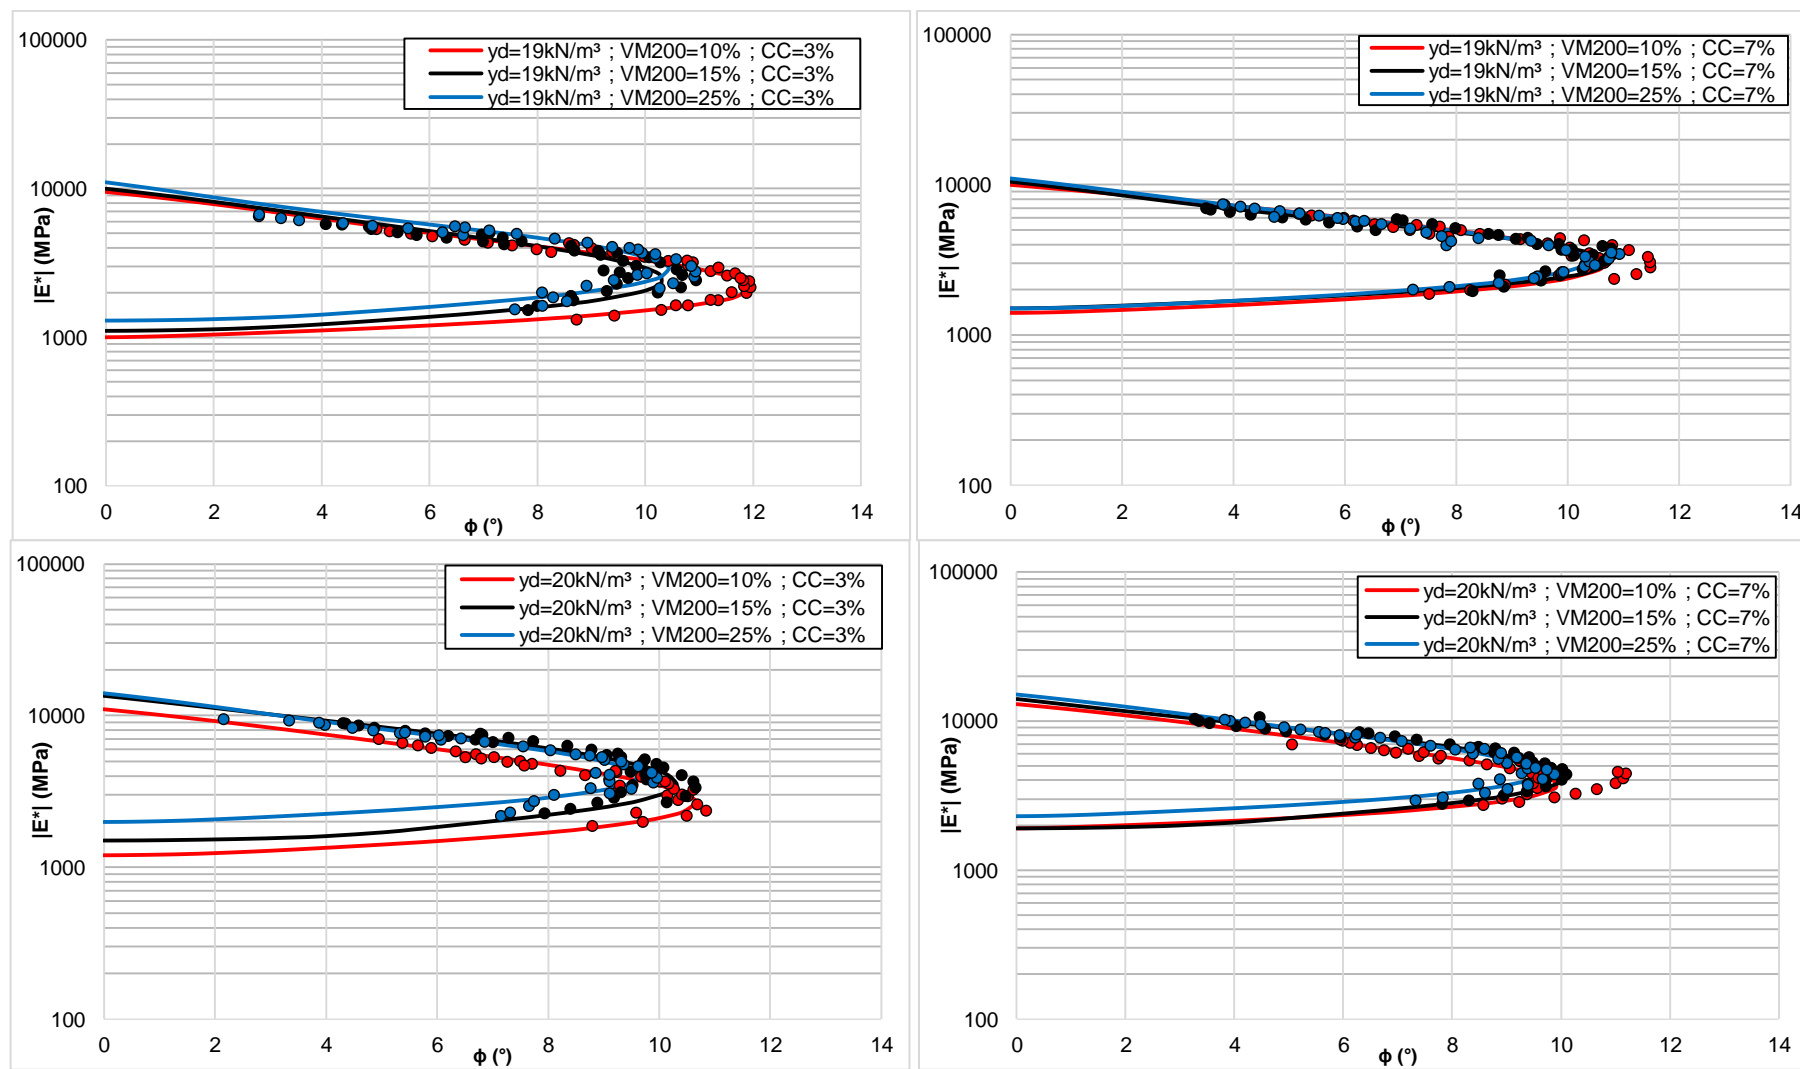 100000
10000
1000
100
|E*| (MPa)
yd=19kN/m³ ; VM200=10% ; CC=3%
yd=19kN/m³ ; VM200=15% ; CC=3%
yd=19kN/m³ ; VM200=25% ; CC=3%
0 2 4 6 8 10 12 14
ϕ (°)
100000
10000
1000
100
|E*| (MPa)
yd=19kN/m³ ; VM200=10% ; CC=7%
yd=19kN/m³ ; VM200=15% ; CC=7%
yd=19kN/m³ ; VM200=25% ; CC=7%
0 2 4 6 8 10 12 14
ϕ (°)
100000
10000
1000
100
|E*| (MPa)
yd=20kN/m³ ; VM200=10% ; CC=3%
yd=20kN/m³ ; VM200=15% ; CC=3%
yd=20kN/m³ ; VM200=25% ; CC=3%
0 2 4 6 8 10 12 14
ϕ (°)
100000
10000
1000
100
|E*| (MPa)
yd=20kN/m³ ; VM200=10% ; CC=7%
yd=20kN/m³ ; VM200=15% ; CC=7%
yd=20kN/m³ ; VM200=25% ; CC=7%
0 2 4 6 8 10 12 14
ϕ (°)